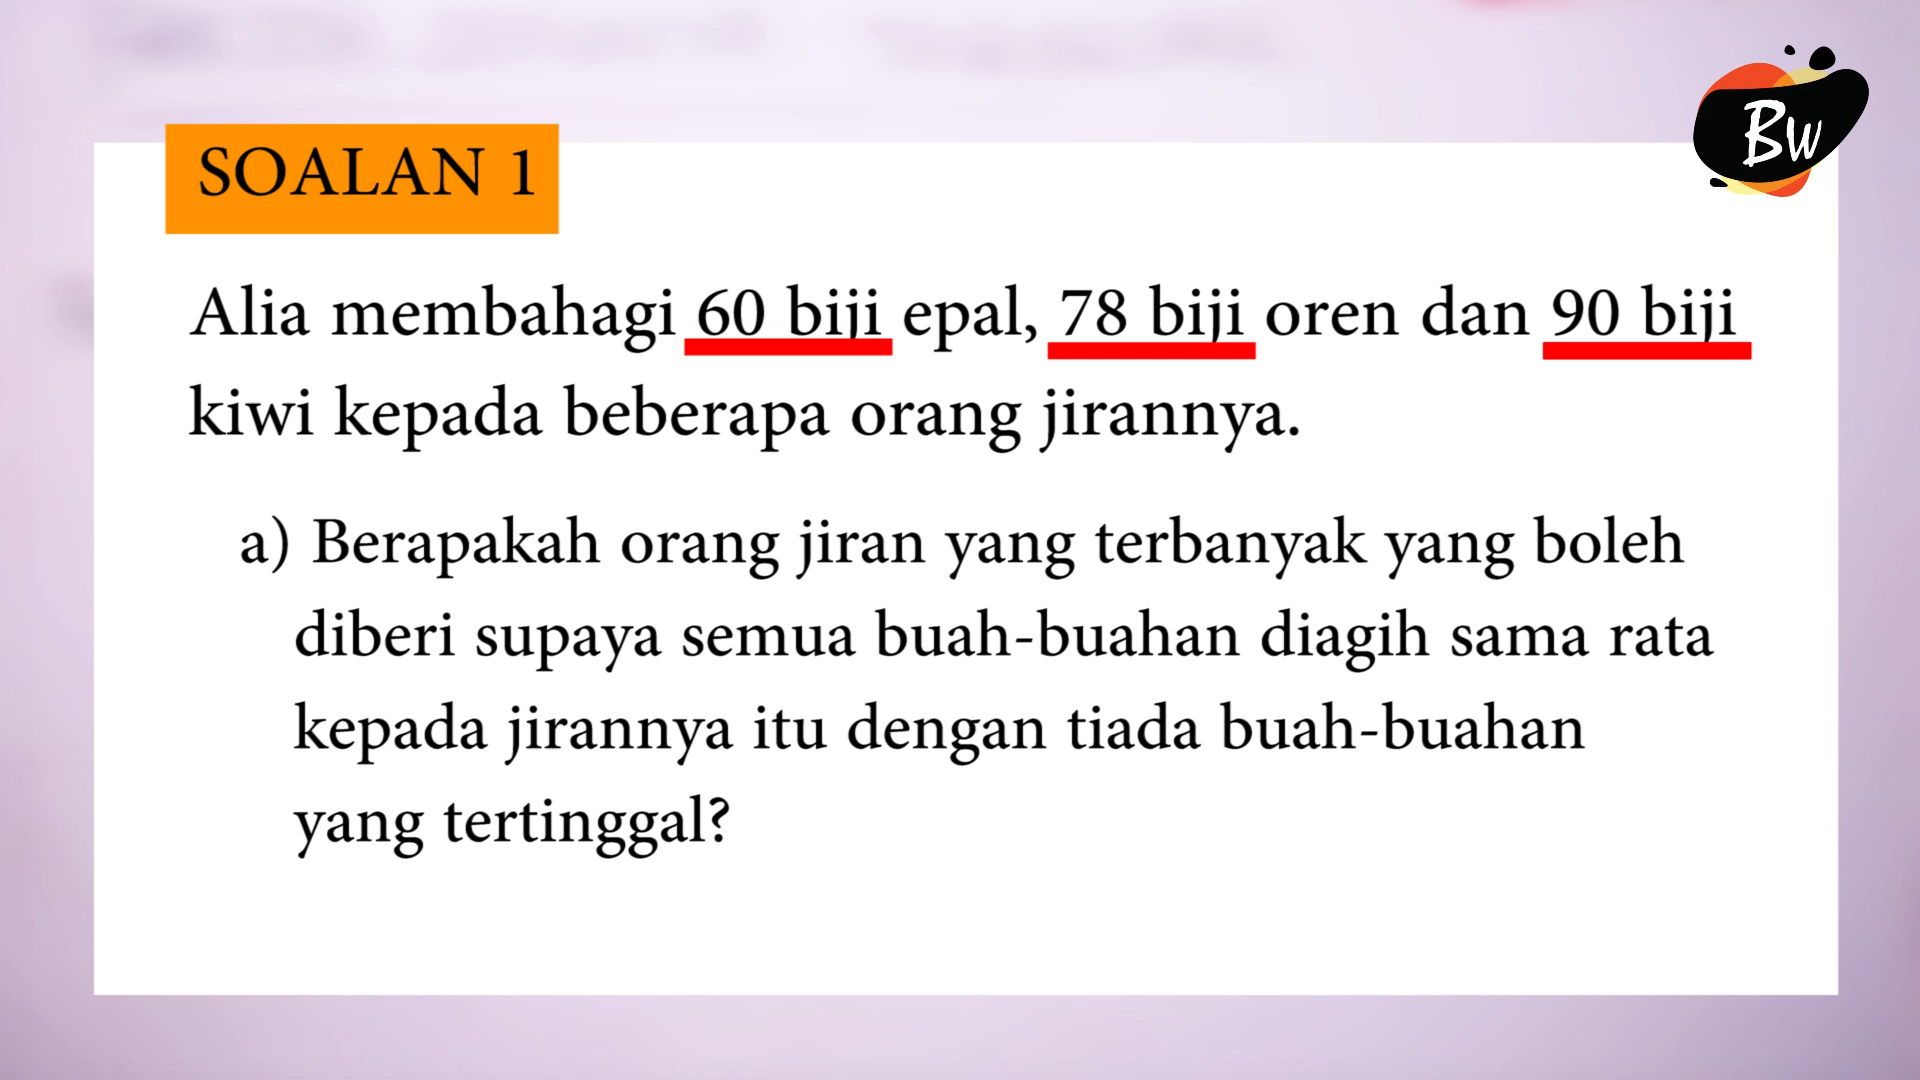 BW
SOALAN 1
Alia membahagi 60 biji epal, 78 biji oren dan 90 biji
kiwi kepada beberapa orang jirannya.
a) Berapakah orang jiran yang terbanyak yang boleh
diberi supaya semua buah-buahan diagih sama rata
kepada jirannya itu dengan tiada buah-buahan
yang tertinggal?